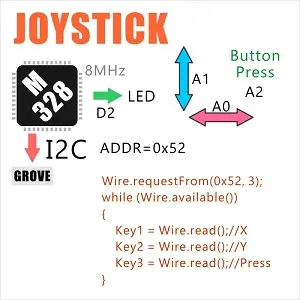 JOYSTICK
M
328
8MHz
LED
D2
A1
A0
Button
Press
A2
I2C
ADDR=0x52
GROVE
Wire.requestFrom(0x52, 3);
while (Wire.available())
{
Key1 = Wire.read();//X
Key2 = Wire.read();//Y
Key3 = Wire.read();//Press
}